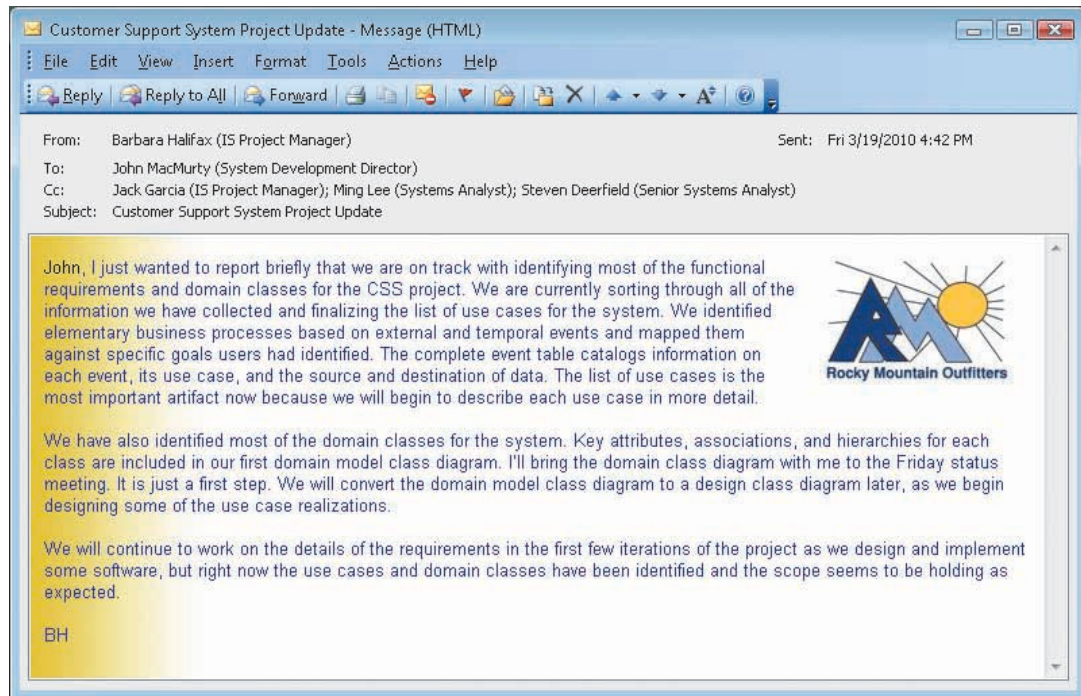 Customer Support System Project Update - Message (HTML)
File Edit View Insert Format Tools Actions Help
Reply Reply to All Forward
From: Barbara Halifax (IS Project Manager) Sent: Fri 3/19/2010 4:42 PM
To: John MacMurty (System Development Director)
Cc: Jack Garcia (IS Project Manager); Ming Lee (Systems Analyst); Steven Deerfield (Senior Systems Analyst)
Subject: Customer Support System Project Update
John, I just wanted to report briefly that we are on track with identifying most of the functional
requirements and domain classes for the CSS project. We are currently sorting through all of the
information we have collected and finalizing the list of use cases for the system. We identified
elementary business processes based on external and temporal events and mapped them
against specific goals users had identified. The complete event table catalogs information on
each event, its use case, and the source and destination of data. The list of use cases is the
most important artifact now because we will begin to describe each use case in more detail.
RMO
Rocky Mountain Outfitters
We have also identified most of the domain classes for the system. Key attributes, associations, and hierarchies for each
class are included in our first domain model class diagram. I'll bring the domain class diagram with me to the Friday status
meeting. It is just a first step. We will convert the domain model class diagram to a design class diagram later, as we begin
designing some of the use case realizations.
We will continue to work on the details of the requirements in the first few iterations of the project as we design and implement
some software, but right now the use cases and domain classes have been identified and the scope seems to be holding as
expected.
BH